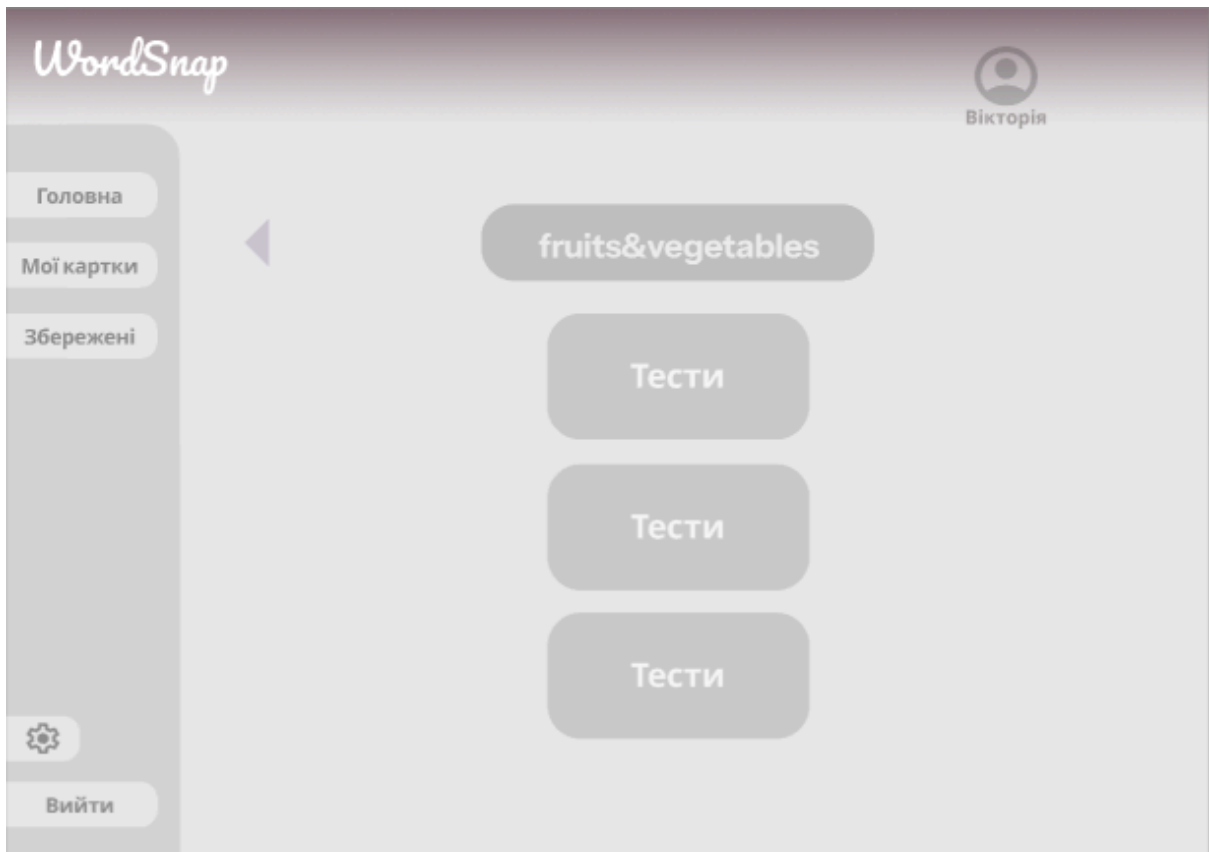 WordSnap
Вікторія
Головна
Мої картки
Збережені
fruits&vegetables
Тести
Тести
Тести
Вийти